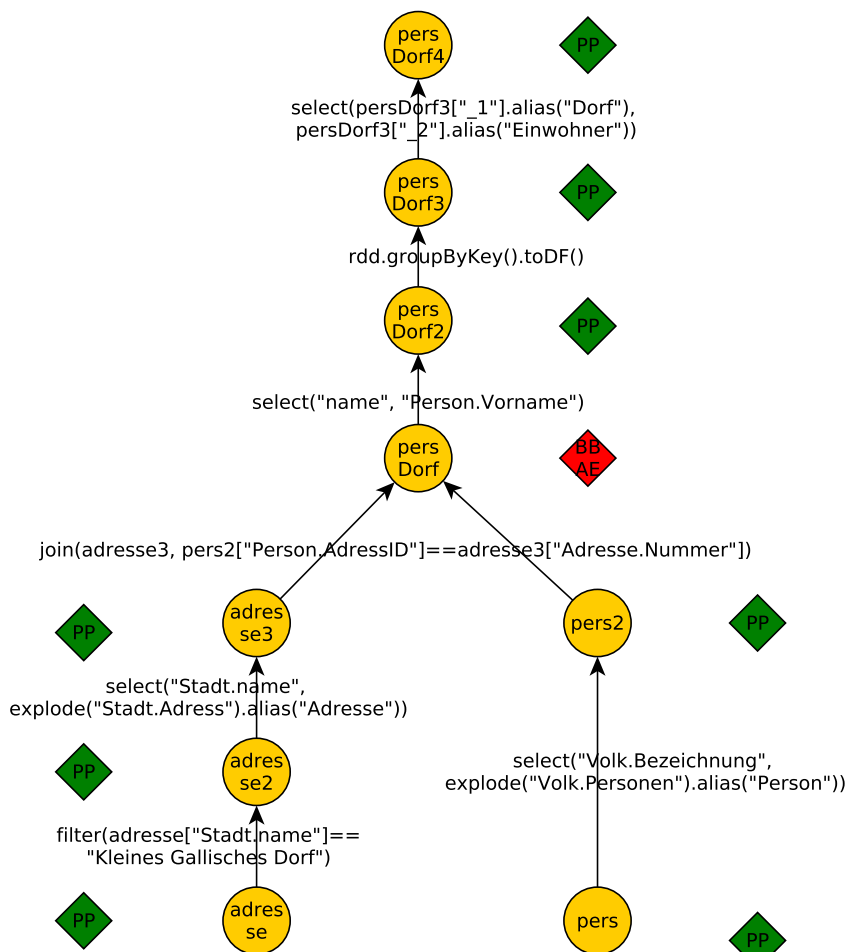 pers
Dorf4
PP
select(persDorf3["_1"].alias("Dorf"),
persDorf3["_2"].alias("Einwohner"))
pers
Dorf3
PP
rdd.groupByKey().toDF()
pers
Dorf2
PP
select("name", "Person.Vorname")
pers
Dorf
BB
AE
join(adresse3, pers2["Person.AdressID"]==adresse3["Adresse.Nummer"])
PP
adres
se3
pers2
PP
select("Stadt.name",
explode("Stadt.Adress").alias("Adresse"))
PP
adres
se2
select("Volk.Bezeichnung",
explode("Volk.Personen").alias("Person"))
filter(adresse["Stadt.name"]==
"Kleines Gallisches Dorf")
PP
adres
se
pers
PP